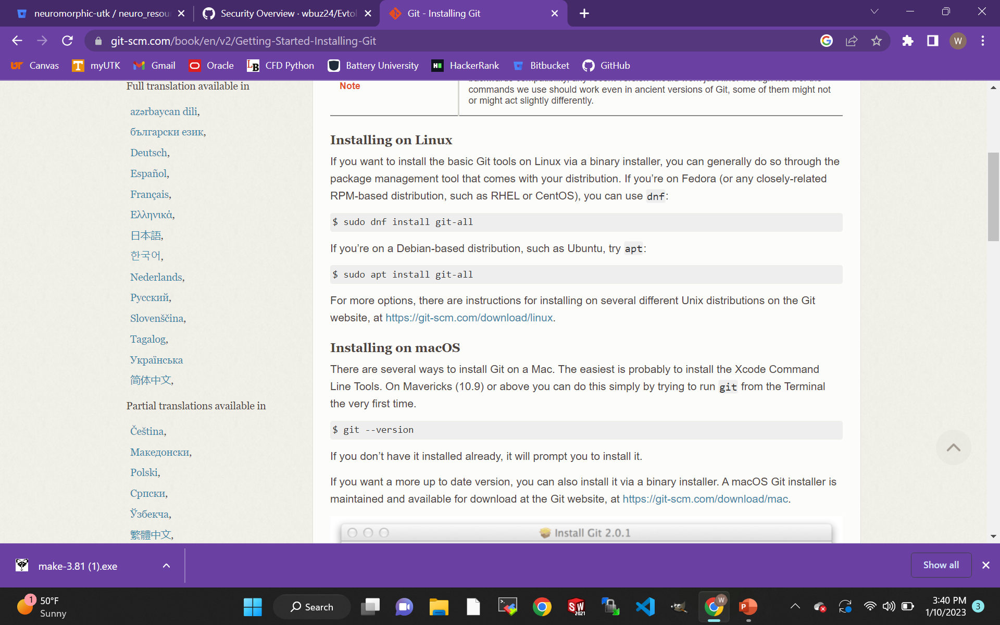 neuromorphic-utk / neuro_resou
Security Overview · wbuz24/Evtol
Git - Installing Git
git-scm.com/book/en/v2/Getting-Started-Installing-Git
W
Canvas
myUTK
Gmail
Oracle
CFD Python
Battery University
HackerRank
Bitbucket
GitHub
Full translation available in
azərbaycan dili,
български език,
Deutsch,
Español,
Français,
Ελληνικά,
日本語,
한국어,
Nederlands,
Русский,
Slovenščina,
Tagalog,
Українська
简体中文,
Partial translations available in
Čeština,
Македонски,
Polski,
Српски,
Ўзбекча,
繁體中文,
Note
backwards compatibility, any recent version should work just fine. Though most of the
commands we use should work even in ancient versions of Git, some of them might not
or might act slightly differently.
Installing on Linux
If you want to install the basic Git tools on Linux via a binary installer, you can generally do so through the
package management tool that comes with your distribution. If you’re on Fedora (or any closely-related
RPM-based distribution, such as RHEL or CentOS), you can use dnf:
$ sudo dnf install git-all
If you’re on a Debian-based distribution, such as Ubuntu, try apt:
$ sudo apt install git-all
For more options, there are instructions for installing on several different Unix distributions on the Git
website, at https://git-scm.com/download/linux.
Installing on macOS
There are several ways to install Git on a Mac. The easiest is probably to install the Xcode Command
Line Tools. On Mavericks (10.9) or above you can do this simply by trying to run git from the Terminal
the very first time.
$ git --version
If you don’t have it installed already, it will prompt you to install it.
If you want a more up to date version, you can also install it via a binary installer. A macOS Git installer is
maintained and available for download at the Git website, at https://git-scm.com/download/mac.
Install Git 2.0.1
make-3.81 (1).exe
Show all
1
50°F
Sunny
Search
SW
2021
W
P
3:40 PM
1/10/2023
3